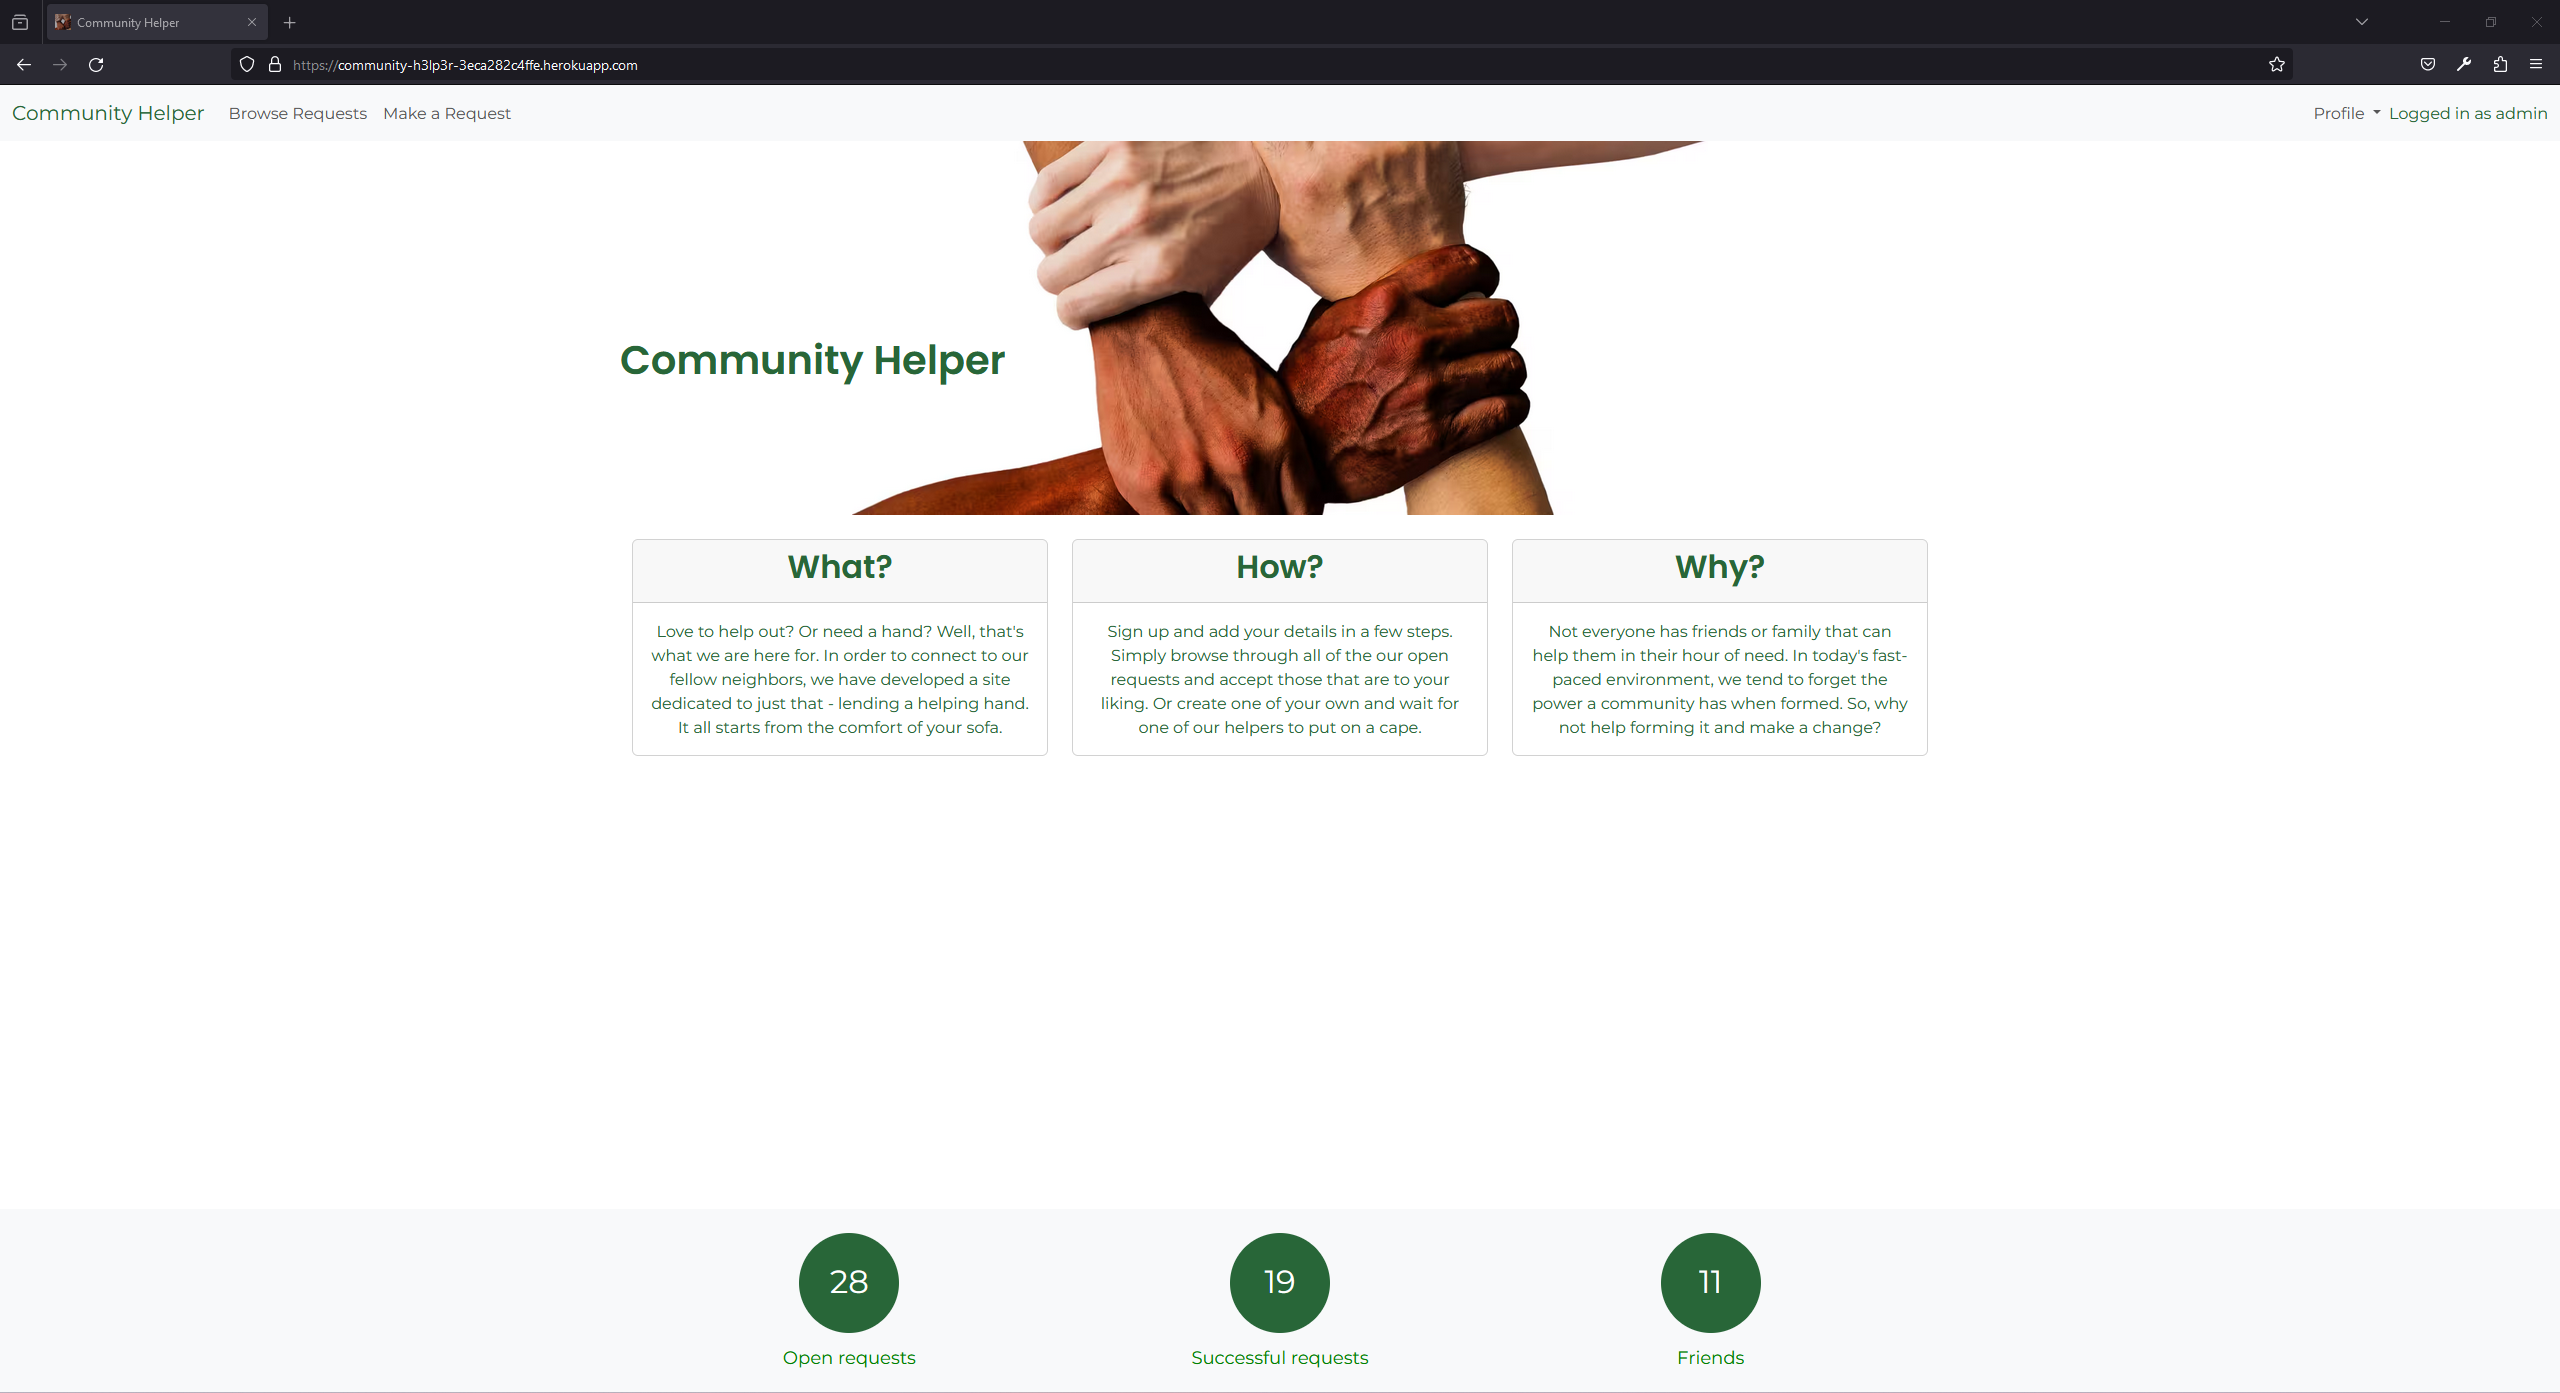 Community Helper
https://community-h3lp3r-3eca282c4ffe.herokuapp.com
Community Helper Browse Requests Make a Request Profile Logged in as admin
Community Helper
What?
Love to help out? Or need a hand? Well, that's
what we are here for. In order to connect to our
fellow neighbors, we have developed a site
dedicated to just that - lending a helping hand.
It all starts from the comfort of your sofa.
How?
Sign up and add your details in a few steps.
Simply browse through all of the our open
requests and accept those that are to your
liking. Or create one of your own and wait for
one of our helpers to put on a cape.
Why?
Not everyone has friends or family that can
help them in their hour of need. In today's fast-
paced environment, we tend to forget the
power a community has when formed. So, why
not help forming it and make a change?
28
Open requests
19
Successful requests
11
Friends